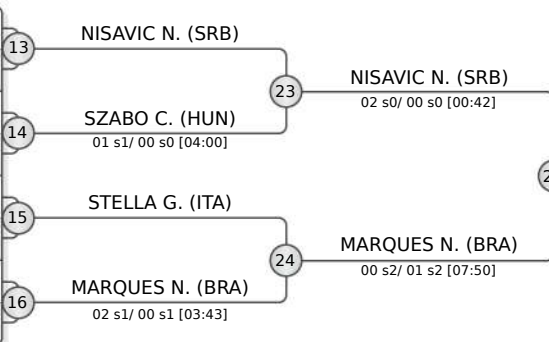 13
NISAVIC N. (SRB)
23
NISAVIC N. (SRB)
02 s0/ 00 s0 [00:42]
14
SZABO C. (HUN)
01 s1/ 00 s0 [04:00]
15
STELLA G. (ITA)
24
MARQUES N. (BRA)
00 s2/ 01 s2 [07:50]
16
MARQUES N. (BRA)
02 s1/ 00 s1 [03:43]